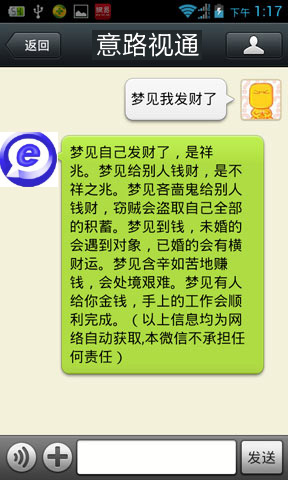 下午 1:17
返回
意路视通
梦见我发财了
梦见自己发财了，是祥
兆。梦见给别人钱财，是不
祥之兆。梦见吝啬鬼给别人
钱财，窃贼会盗取自己全部
的积蓄。梦见到钱，未婚的
会遇到对象，已婚的会有横
财运。梦见含辛如苦地赚
钱，会处境艰难。梦见有人
给你金钱，手上的工作会顺
利完成。（以上信息均为网
络自动获取,本微信不承担任
何责任）
发送